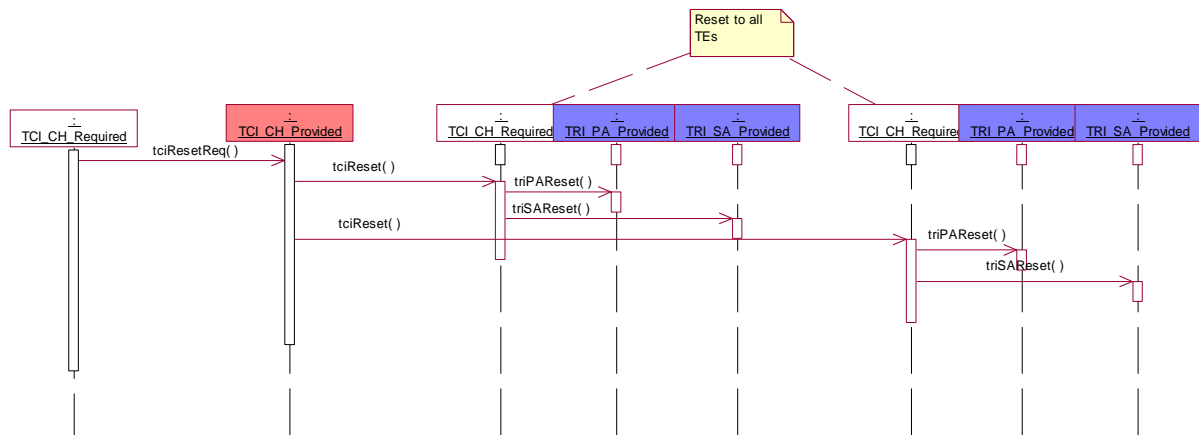 Reset to all
TEs
:
TCI_CH_Required
:
TCI_CH_Provided
:
TCI_CH_Required
:
TRI_PA_Provided
:
TRI_SA_Provided
:
TCI_CH_Required
:
TRI_PA_Provided
:
TRI_SA_Provided
tciResetReq( )
tciReset( )
triPAReset( )
triSAReset( )
tciReset( )
triPAReset( )
triSAReset( )